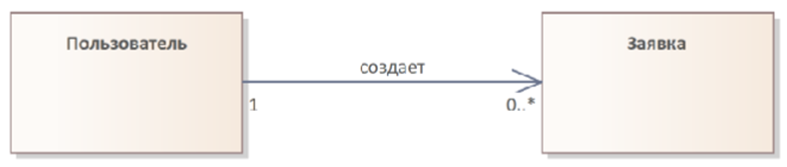 Пользователь
Заявка
создает
1
0..*